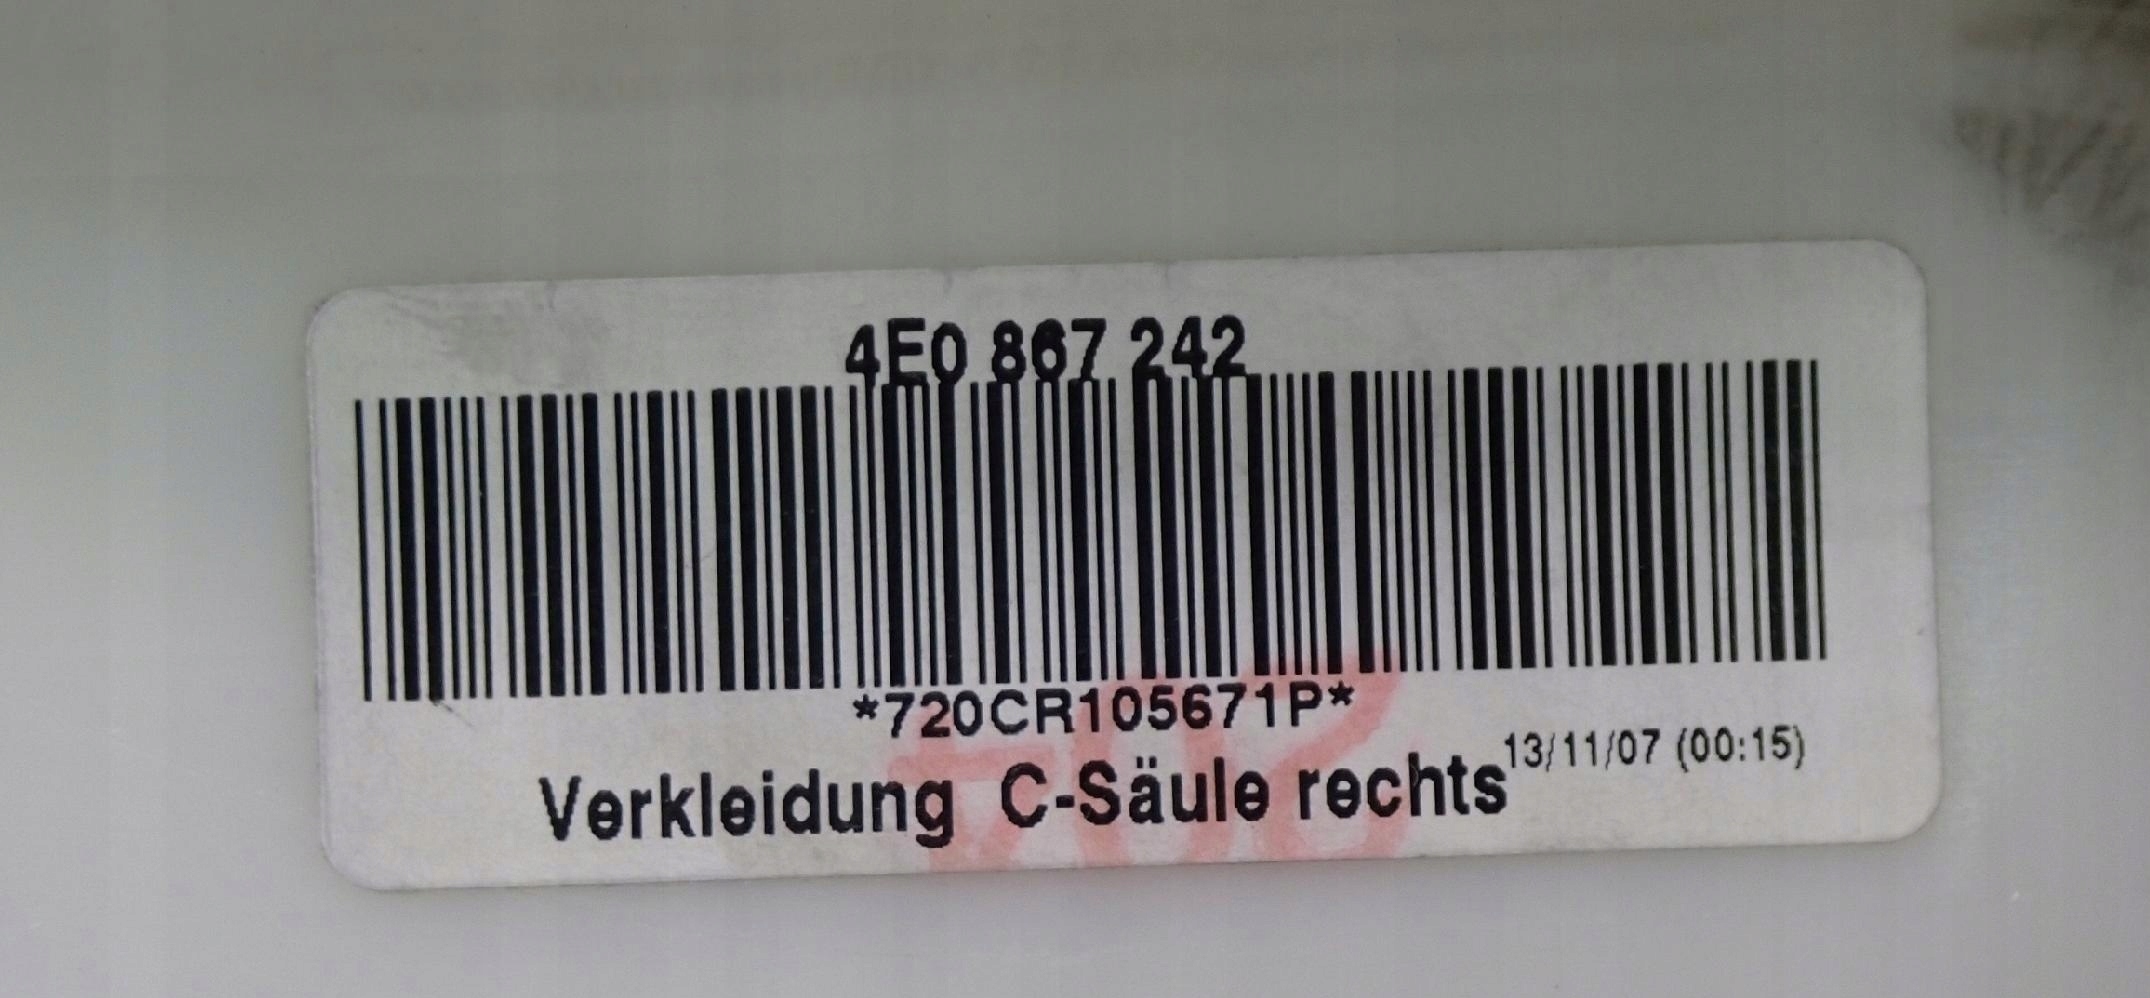 4E0 867 242
*720CR105671P*
13/11/07 (00:15)
Verkleidung C-Säule rechts